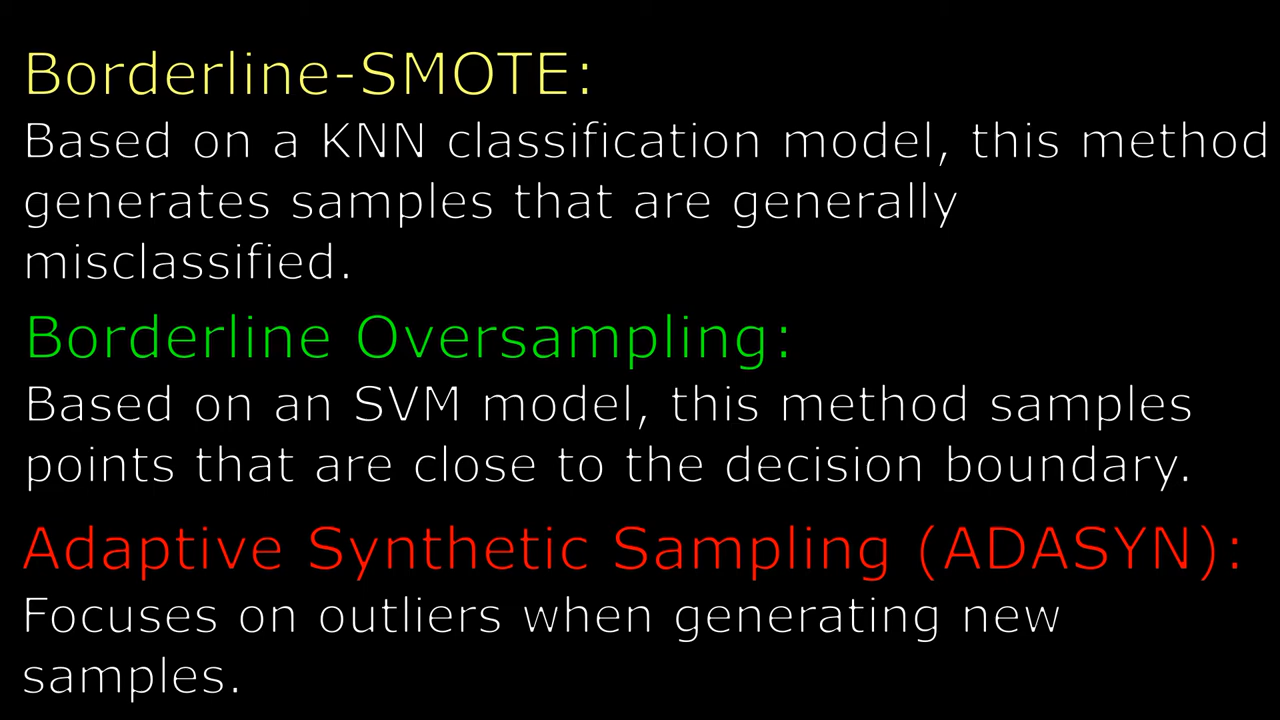 Borderline-SMOTE:
Based on a KNN classification model, this method
generates samples that are generally
misclassified.
Borderline Oversampling:
Based on an SVM model, this method samples
points that are close to the decision boundary.
Adaptive Synthetic Sampling (ADASYN):
Focuses on outliers when generating new
samples.